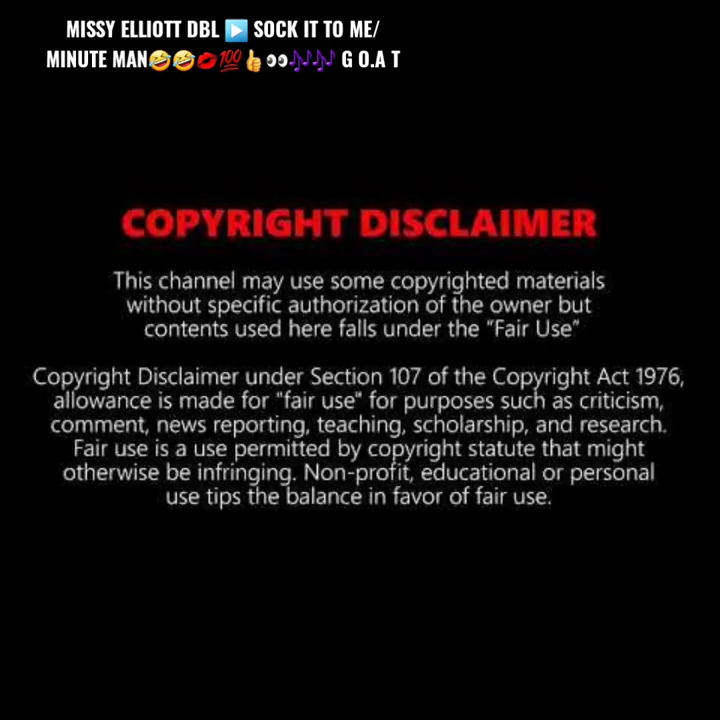 MISSY ELLIOTT DBL ▶️ SOCK IT TO ME/
MINUTE MAN🤣🤣💋💯👍👀🎶🎶 G O.A T
COPYRIGHT DISCLAIMER
This channel may use some copyrighted materials
without specific authorization of the owner but
contents used here falls under the "Fair Use"
Copyright Disclaimer under Section 107 of the Copyright Act 1976,
allowance is made for "fair use" for purposes such as criticism,
comment, news reporting, teaching, scholarship, and research.
Fair use is a use permitted by copyright statute that might
otherwise be infringing. Non-profit, educational or personal
use tips the balance in favor of fair use.